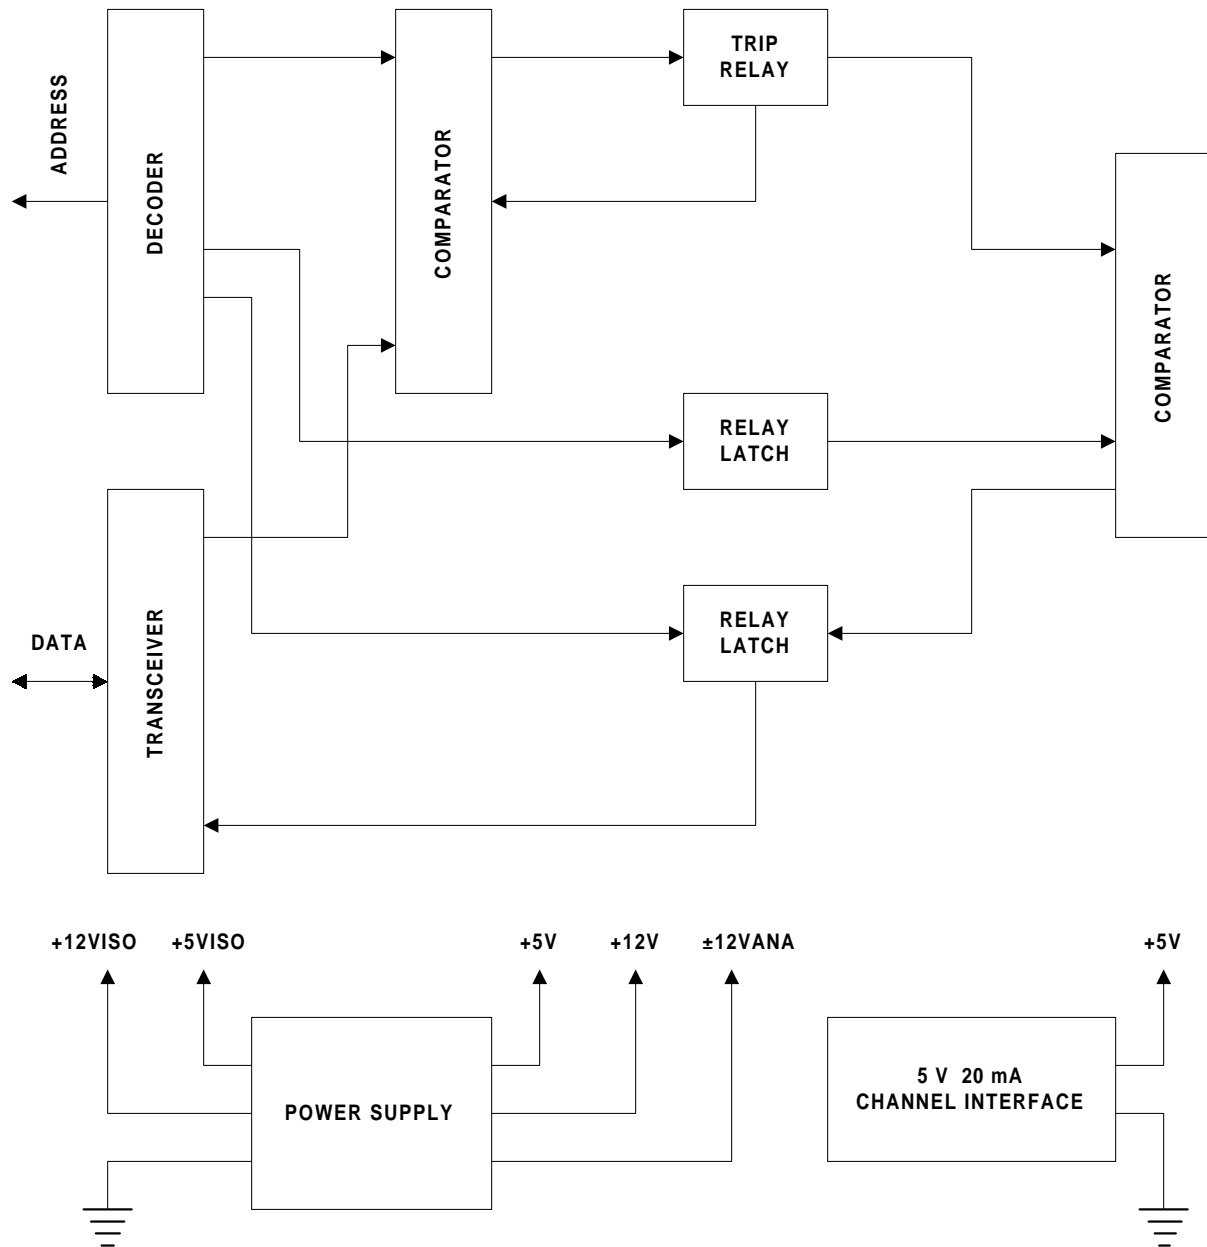 TRIP
RELAY
ADDRESS
DECODER
COMPARATOR
COMPARATOR
RELAY
LATCH
RELAY
LATCH
DATA
TRANSCEIVER
+12VISO
+5VISO
+5V
+12V
±12VANA
+5V
POWER SUPPLY
5 V 20 mA
CHANNEL INTERFACE